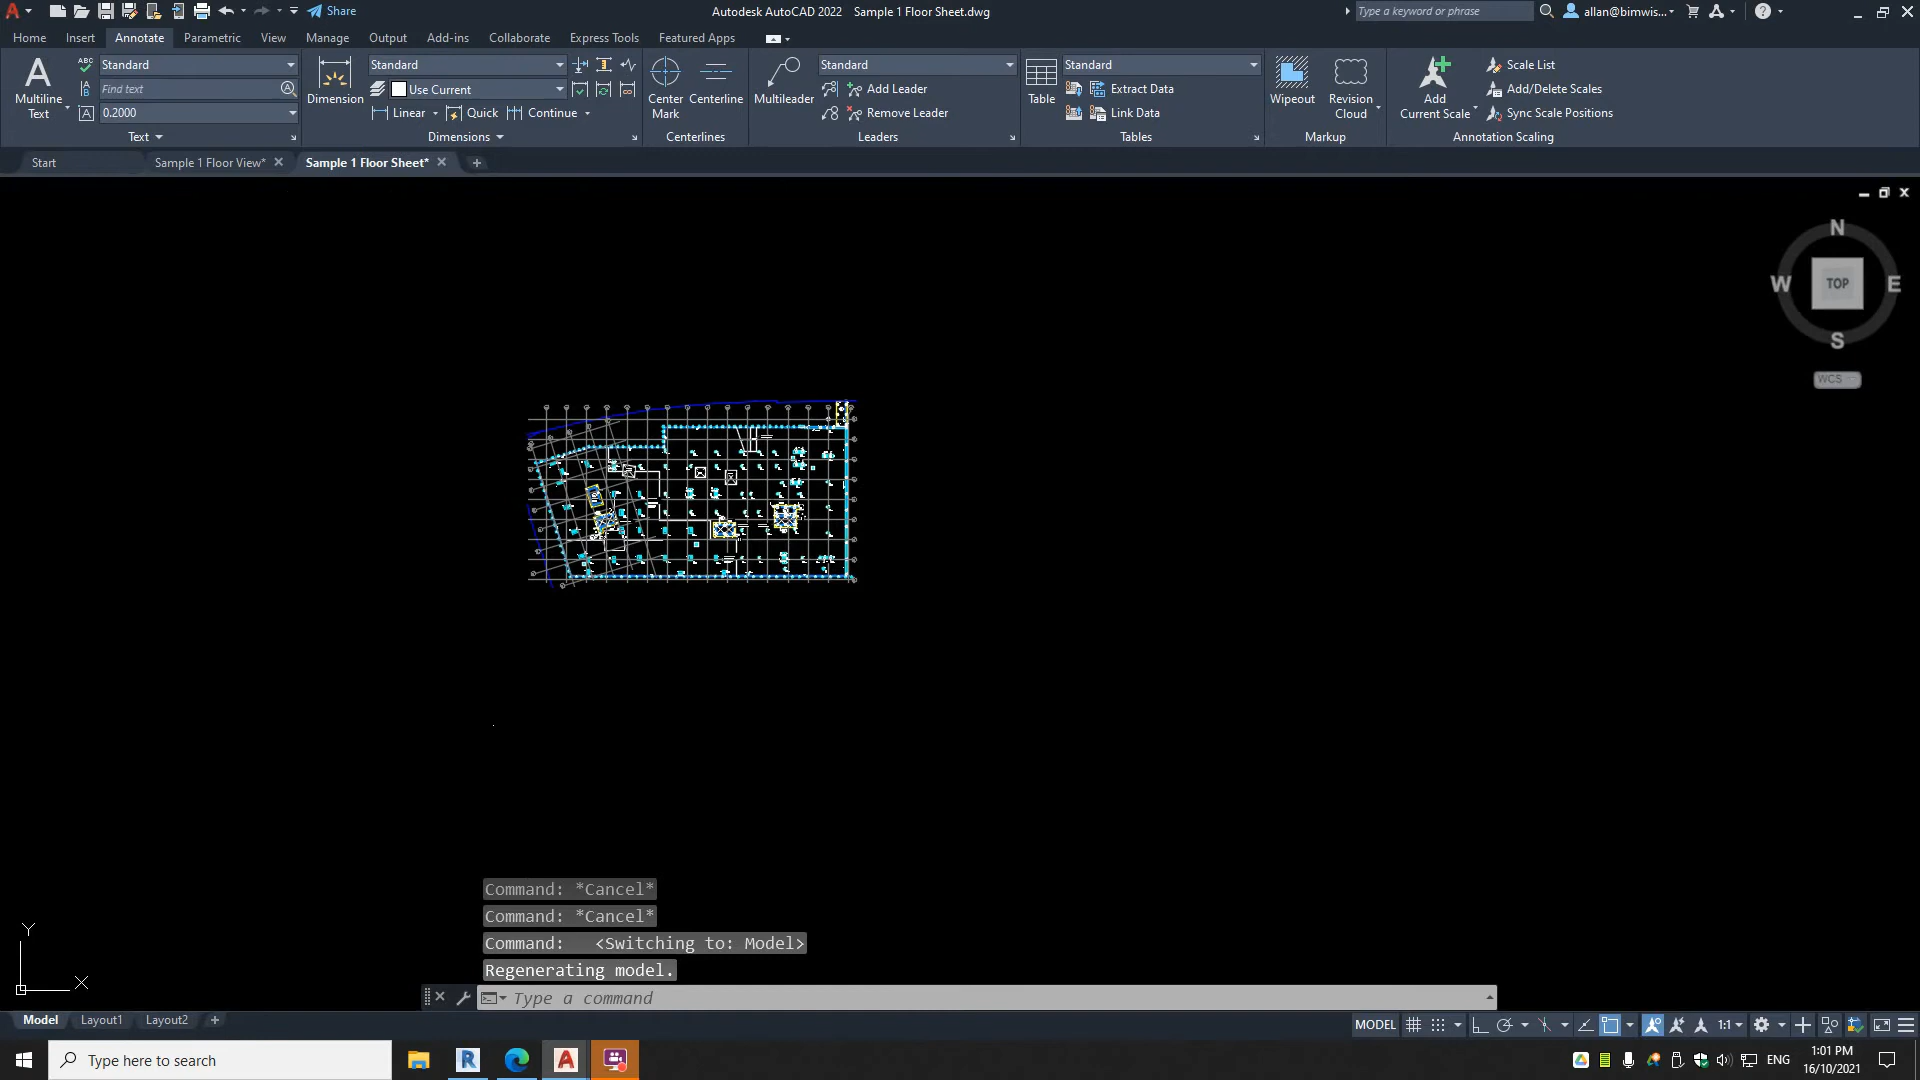 Share
Autodesk AutoCAD 2022 Sample 1 Floor Sheet.dwg
Type a keyword or phrase
allan@bimwis...
Home Insert Annotate Parametric View Manage Output Add-ins Collaborate Express Tools Featured Apps
Multiline
Text
ABC
Standard
Find text
0.2000
Text
Dimension
Standard
Use Current
Linear
Quick
Continue
Dimensions
Center
Mark
Centerline
Centerlines
Multileader
Standard
Add Leader
Remove Leader
Leaders
Table
Standard
Extract Data
Link Data
Tables
Wipeout
Revision
Cloud
Markup
Add
Current Scale
Scale List
Add/Delete Scales
Sync Scale Positions
Annotation Scaling
Start Sample 1 Floor View* Sample 1 Floor Sheet*
N
W TOP E
S
WCS
Command: *Cancel*
Command: *Cancel*
Command: <Switching to: Model>
Regenerating model.
Type a command
Y
X
Model Layout1 Layout2
MODEL
1:1
Type here to search
ENG
1:01 PM
16/10/2021